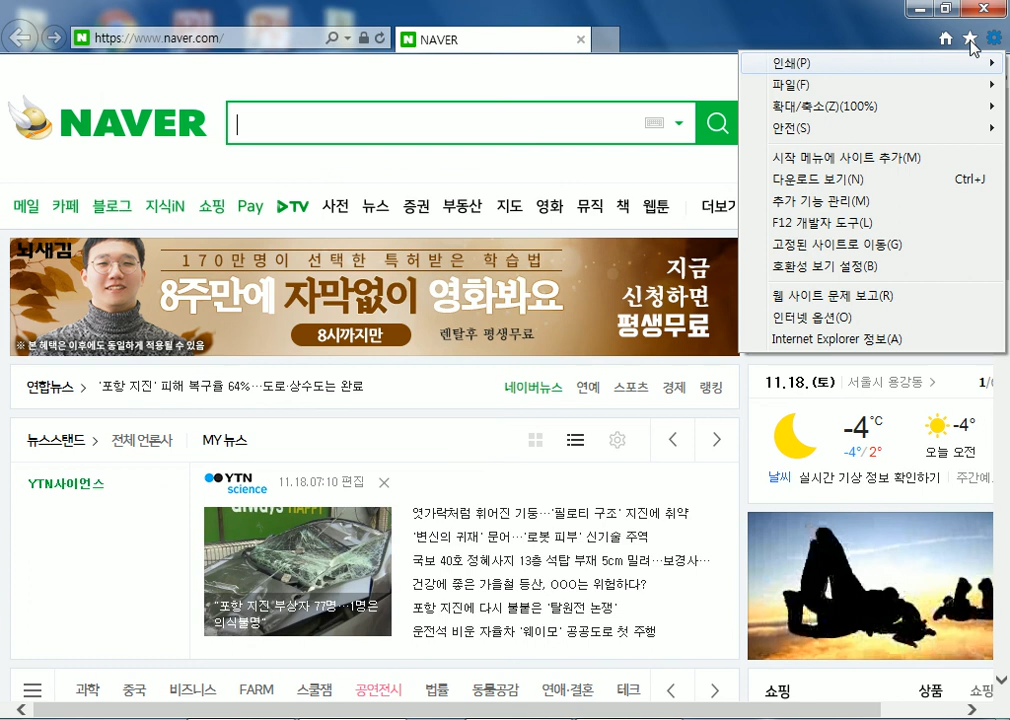 https://www.naver.com/
NAVER
인쇄(P)
파일(F)
확대/축소(Z)(100%)
안전(S)
시작 메뉴에 사이트 추가(M)
다운로드 보기(N) Ctrl+J
추가 기능 관리(M)
F12 개발자 도구(L)
고정된 사이트로 이동(G)
호환성 보기 설정(B)
웹 사이트 문제 보고(R)
인터넷 옵션(O)
Internet Explorer 정보(A)
NAVER
메일 카페 블로그 지식iN 쇼핑 Pay TV 사전 뉴스 증권 부동산 지도 영화 뮤직 책 웹툰 더보기
뇌새김
170만명이 선택한 특허받은 학습법
8주만에 자막없이 영화봐요
8시까지만 렌탈후 평생무료
지금
신청하면
평생무료
※ 본 혜택은 이후에도 동일하게 적용될 수 있음
연합뉴스 > '포항 지진' 피해 복구율 64%…도로·상수도는 완료
네이버뉴스 연예 스포츠 경제 랭킹
11.18.(토) 서울시 용강동 > 1/
-4°C
-4°/2°
-4°
오늘 오전
날씨 실시간 기상 정보 확인하기 주간예
뉴스스탠드 > 전체 언론사 MY 뉴스
YTN사이언스
YTN science 11.18. 07:10 편집
always HAPPY
"포항 지진 부상자 77명…1명은
의식불명"
엿가락처럼 휘어진 기둥…'필로티 구조' 지진에 취약
'변신의 귀재' 문어…'로봇 피부' 신기술 주역
국보 40호 정혜사지 13층 석탑 부재 5cm 밀려…보경사…
건강에 좋은 가을철 등산, OOO는 위험하다?
포항 지진에 다시 불붙은 '탈원전 논쟁'
운전석 비운 자율차 '웨이모' 공공도로 첫 주행
과학 중국 비즈니스 FARM 스쿨잼 공연전시 법률 동물공감 연애·결혼 테크
쇼핑 상품 쇼핑